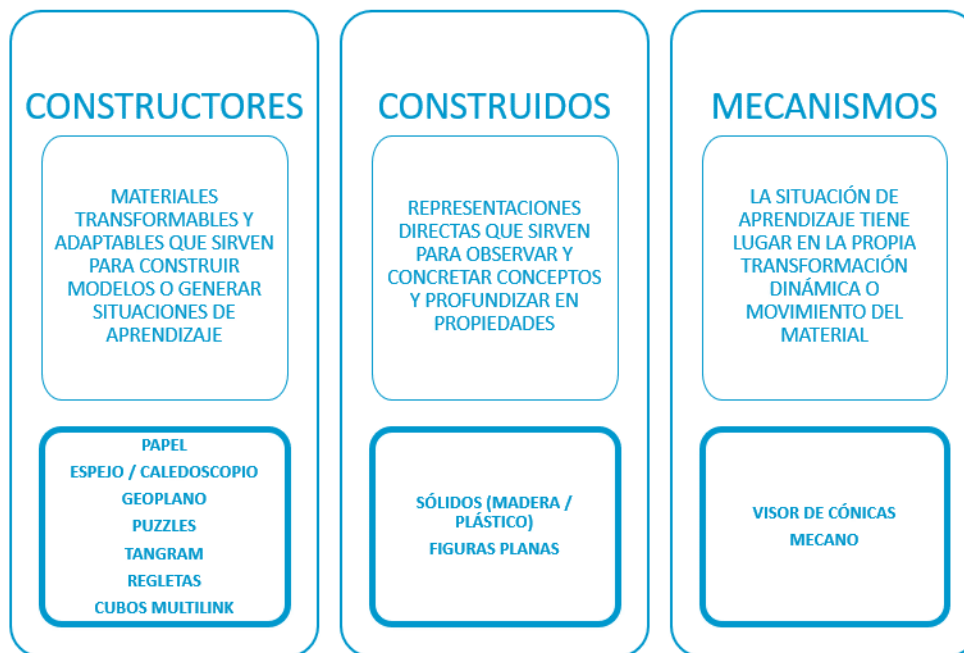 CONSTRUCTORES
MATERIALES
TRANSFORMABLES Y
ADAPTABLES QUE SIRVEN
PARA CONSTRUIR
MODELOS O GENERAR
SITUACIONES DE
APRENDIZAJE
PAPEL
ESPEJO / CALEDOSCOPIO
GEOPLANO
PUZZLES
TANGRAM
REGLETAS
CUBOS MULTILINK
CONSTRUIDOS
REPRESENTACIONES
DIRECTAS QUE SIRVEN
PARA OBSERVAR Y
CONCRETAR CONCEPTOS
Y PROFUNDIZAR EN
PROPIEDADES
SÓLIDOS (MADERA /
PLÁSTICO)
FIGURAS PLANAS
MECANISMOS
LA SITUACIÓN DE
APRENDIZAJE TIENE
LUGAR EN LA PROPIA
TRANSFORMACIÓN
DINÁMICA O
MOVIMIENTO DEL
MATERIAL
VISOR DE CÓNICAS
MECANO